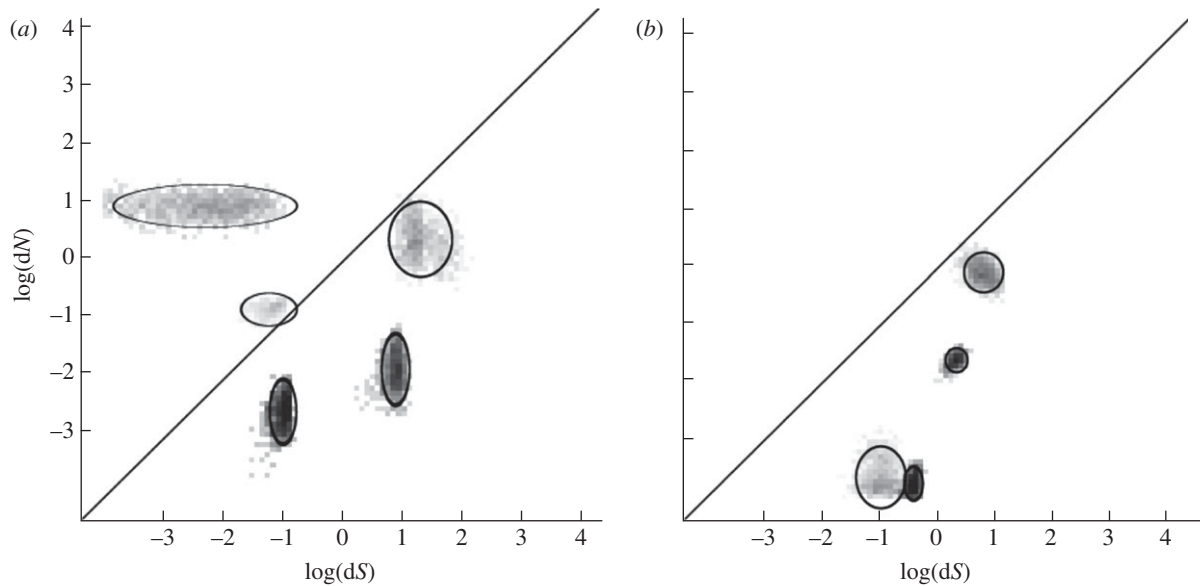 (a)
4
3
2
1
0
–1
–2
–3
log(dN)
–3 –2 –1 0 1 2 3 4
log(dS)
(b)
–3 –2 –1 0 1 2 3 4
log(dS)